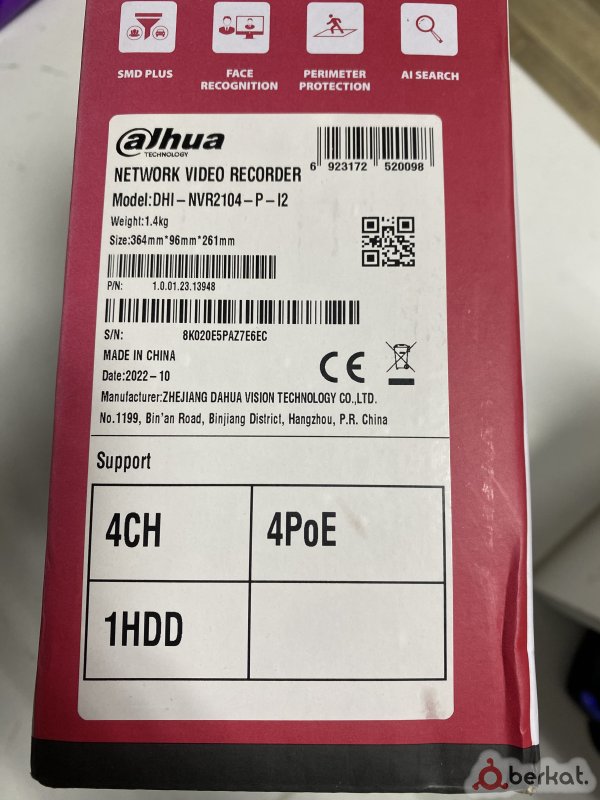 SMD PLUS
FACE RECOGNITION
PERIMETER PROTECTION
AI SEARCH
alhua
TECHNOLOGY
6 923172 520098
NETWORK VIDEO RECORDER
Model:DHI-NVR2104-P-I2
Weight:1.4kg
Size:364mm*96mm*261mm
P/N: 1.0.01.23.13948
S/N: 8K020E5PAZ7E6EC
MADE IN CHINA
CE
Date:2022-10
Manufacturer:ZHEJIANG DAHUA VISION TECHNOLOGY CO.,LTD.
No.1199, Bin'an Road, Binjiang District, Hangzhou, P.R. China
Support
4CH
4PoE
1HDD
berkat.